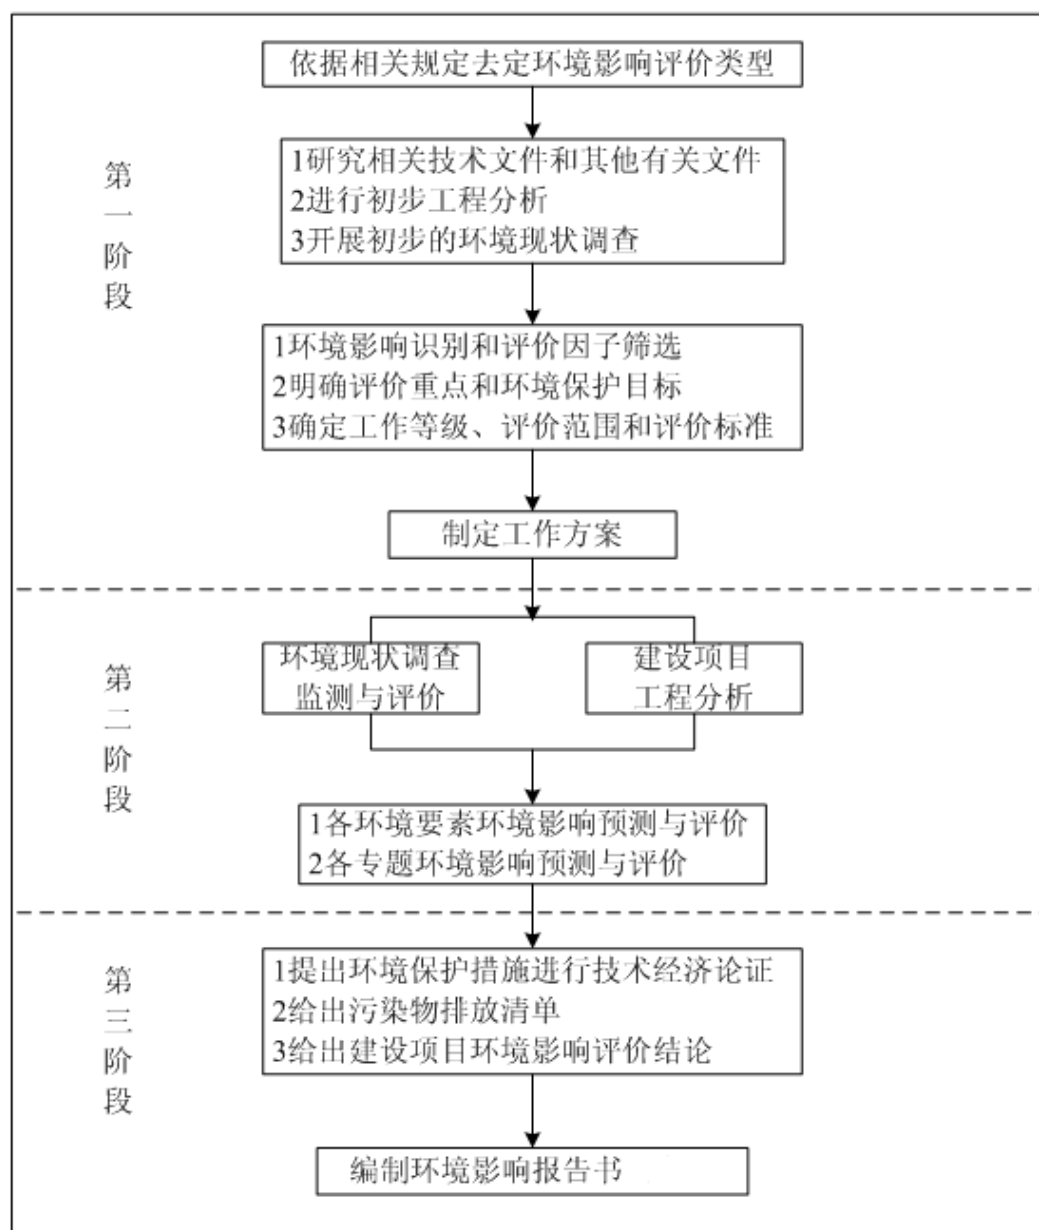 依据相关规定去定环境影响评价类型
第一阶段
1研究相关技术文件和其他有关文件
2进行初步工程分析
3开展初步的环境现状调查
1环境影响识别和评价因子筛选
2明确评价重点和环境保护目标
3确定工作等级、评价范围和评价标准
制定工作方案
第二阶段
环境现状调查
监测与评价
建设项目
工程分析
1各环境要素环境影响预测与评价
2各专题环境影响预测与评价
第三阶段
1提出环境保护措施进行技术经济论证
2给出污染物排放清单
3给出建设项目环境影响评价结论
编制环境影响报告书